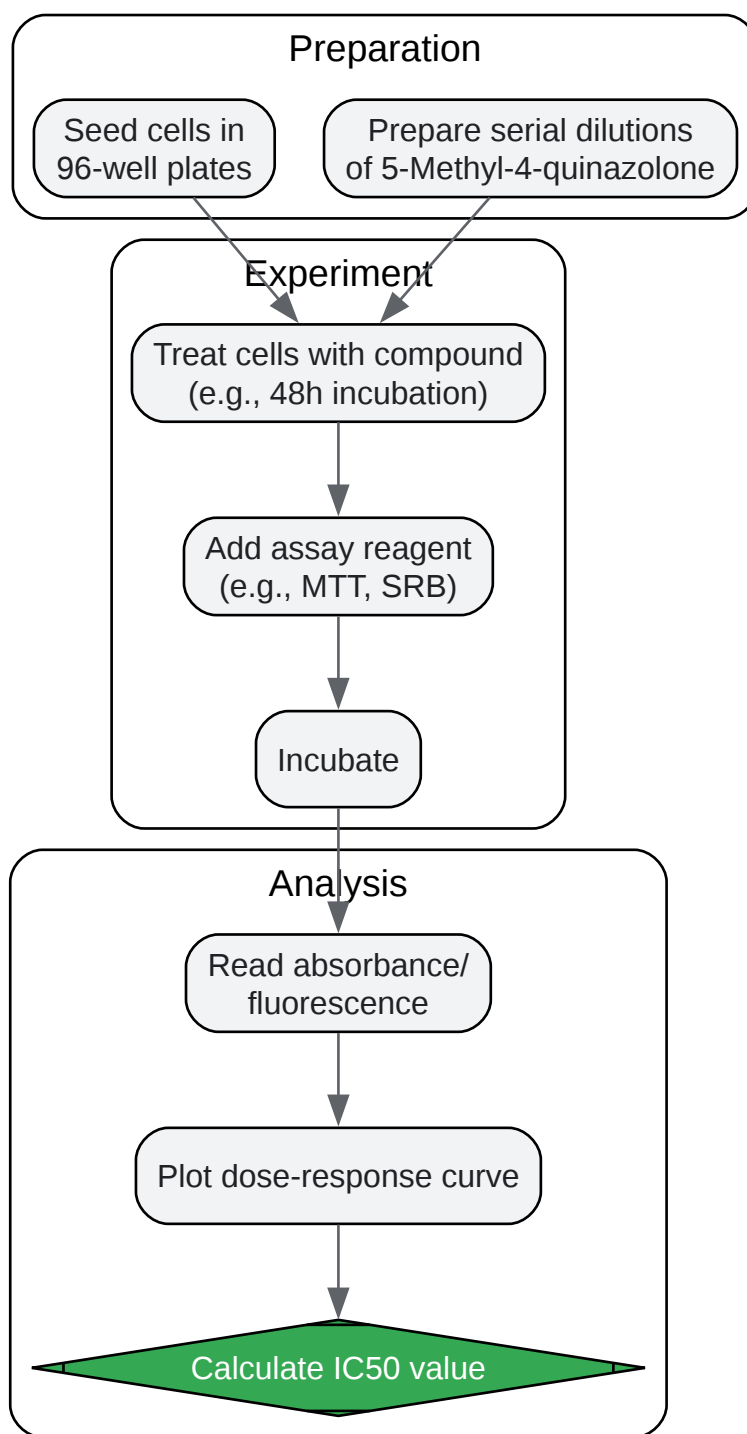 Preparation
Seed cells in
96-well plates
Prepare serial dilutions
of 5-Methyl-4-quinazolone
Experiment
Treat cells with compound
(e.g., 48h incubation)
Add assay reagent
(e.g., MTT, SRB)
Incubate
Analysis
Read absorbance/
fluorescence
Plot dose-response curve
Calculate IC50 value